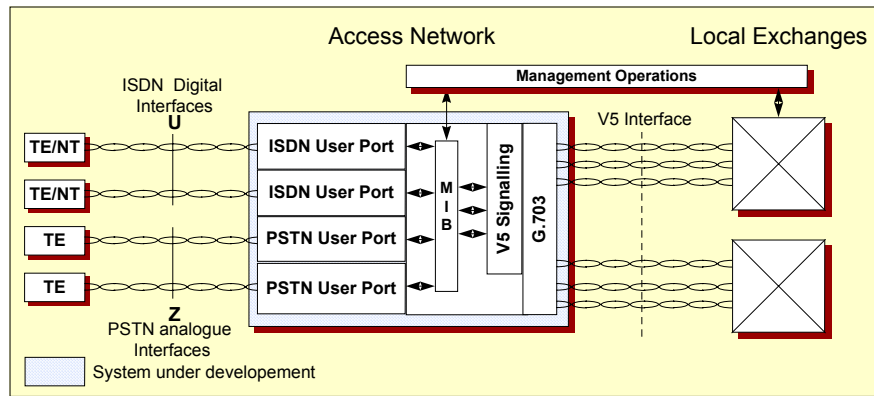 Access Network
Local Exchanges
Management Operations
ISDN  Digital
Interfaces
U
V5 Interface
TE/NT
TE/NT
TE
TE
ISDN User Port
ISDN User Port
PSTN User Port
PSTN User Port
M
I
B
V5 Signalling
G.703
Z
PSTN analogue
Interfaces
System under developement